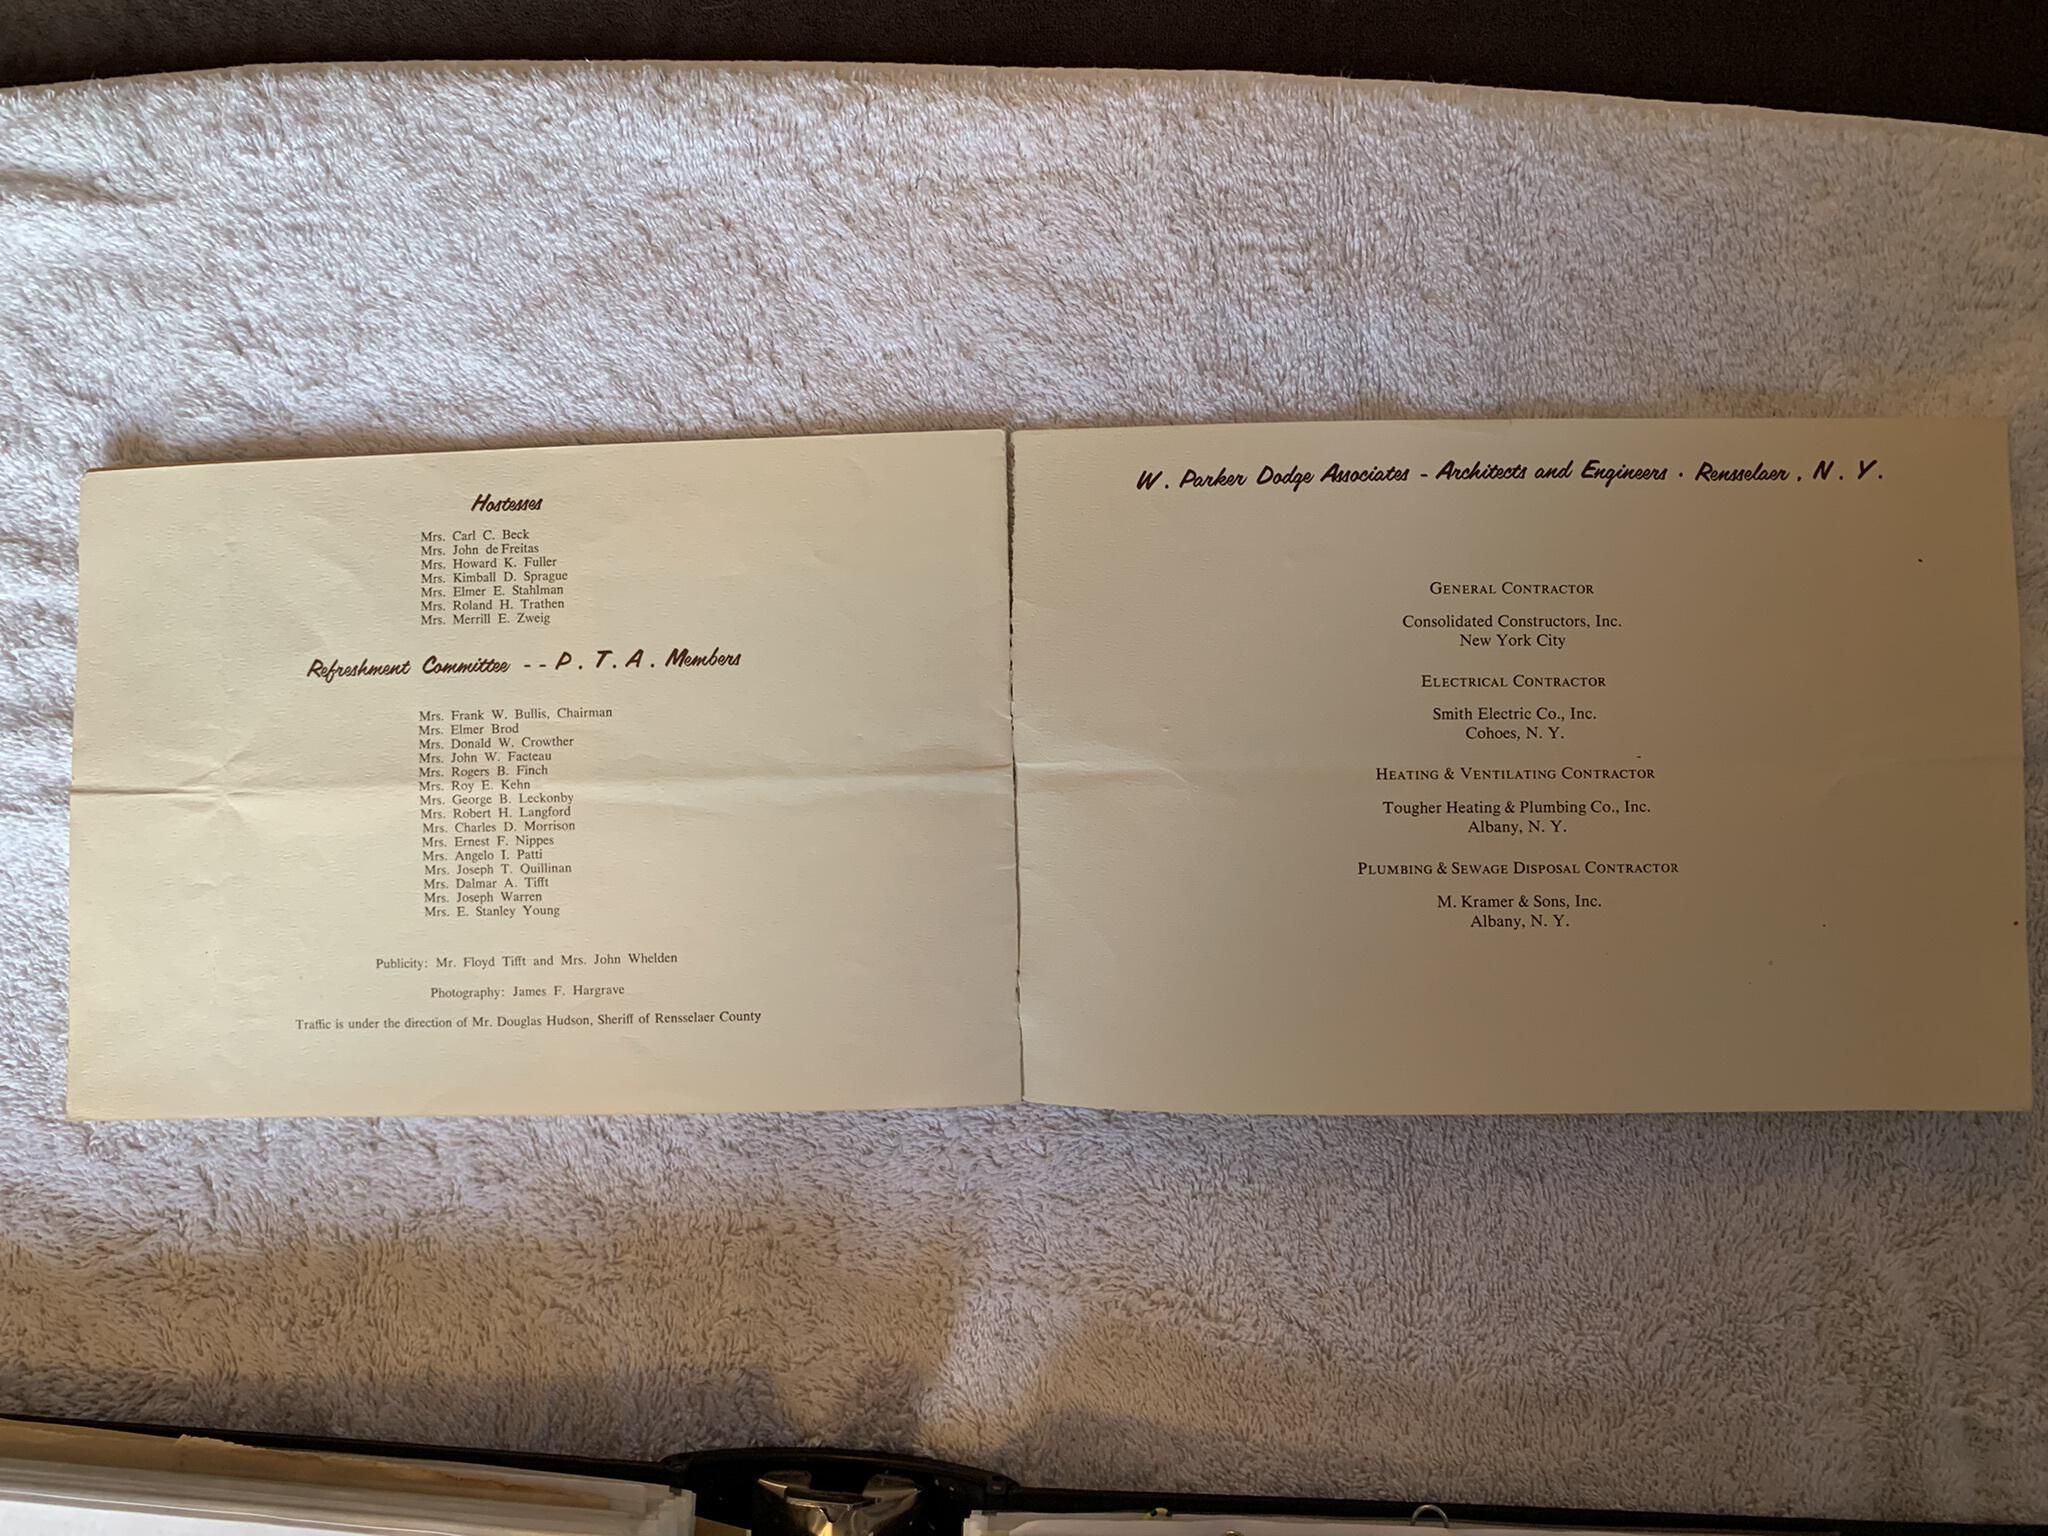 Hostesses
Mrs. Carl C. Beck
Mrs. John de Freitas
Mrs. Howard K. Fuller
Mrs. Kimball D. Sprague
Mrs. Elmer E. Stahlman
Mrs. Roland H. Trathen
Mrs. Merrill E. Zweig
Refreshment Committee -- P. T. A. Members
Mrs. Frank W. Bullis, Chairman
Mrs. Elmer Brod
Mrs. Donald W. Crowther
Mrs. John W. Facteau
Mrs. Rogers B. Finch
Mrs. Roy E. Kehn
Mrs. George B. Leckonby
Mrs. Robert H. Langford
Mrs. Charles D. Morrison
Mrs. Ernest F. Nippes
Mrs. Angelo I. Patti
Mrs. Joseph T. Quillinan
Mrs. Dalmar A. Tifft
Mrs. Joseph Warren
Mrs. E. Stanley Young
Publicity: Mr. Floyd Tifft and Mrs. John Whelden
Photography: James F. Hargrave
Traffic is under the direction of Mr. Douglas Hudson, Sheriff of Rensselaer County
W. Parker Dodge Associates - Architects and Engineers . Rensselaer , N. Y.
GENERAL CONTRACTOR
Consolidated Constructors, Inc.
New York City
ELECTRICAL CONTRACTOR
Smith Electric Co., Inc.
Cohoes, N. Y.
HEATING & VENTILATING CONTRACTOR
Tougher Heating & Plumbing Co., Inc.
Albany, N. Y.
PLUMBING & SEWAGE DISPOSAL CONTRACTOR
M. Kramer & Sons, Inc.
Albany, N. Y.